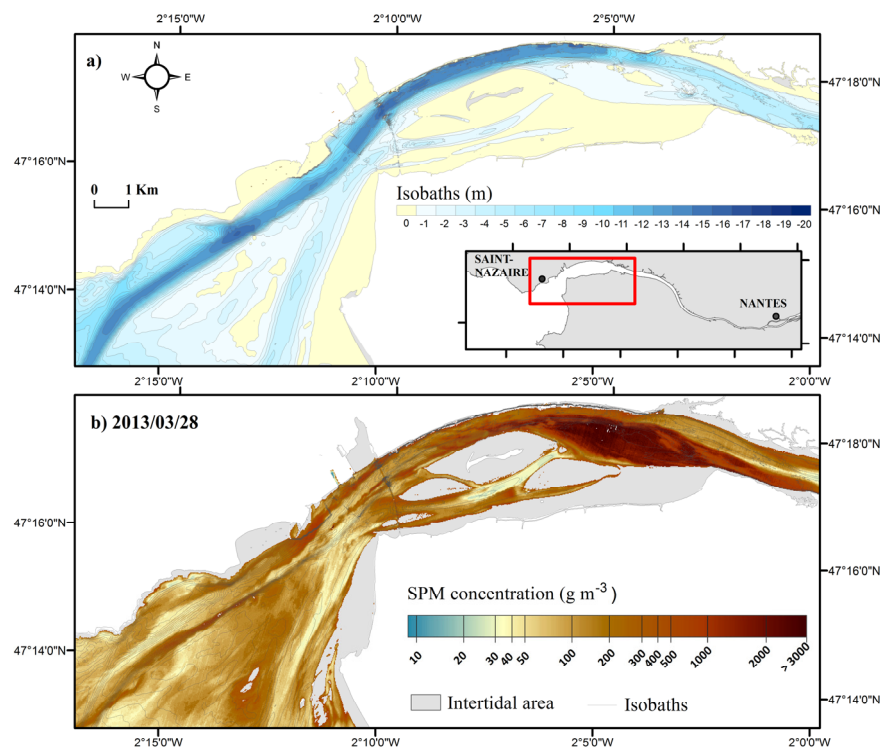 2°15'0"W 2°10'0"W 2°5'0"W
a)
N
W E
S
47°18'0"N
47°16'0"N
0 1 Km
Isobaths (m)
0 -1 -2 -3 -4 -5 -6 -7 -8 -9 -10 -11 -12 -13 -14 -15 -16 -17 -18 -19 -20
47°16'0"N
SAINT-
NAZAIRE
NANTES
47°14'0"N
47°14'0"N
2°15'0"W 2°10'0"W 2°5'0"W 2°0'0"W
b) 2013/03/28
47°18'0"N
47°16'0"N
47°16'0"N
SPM concentration (g m⁻³)
10 20 30 40 50 100 200 300 400 500 1000 2000 > 3000
47°14'0"N
Intertidal area Isobaths
47°14'0"N
2°15'0"W 2°10'0"W 2°5'0"W 2°0'0"W